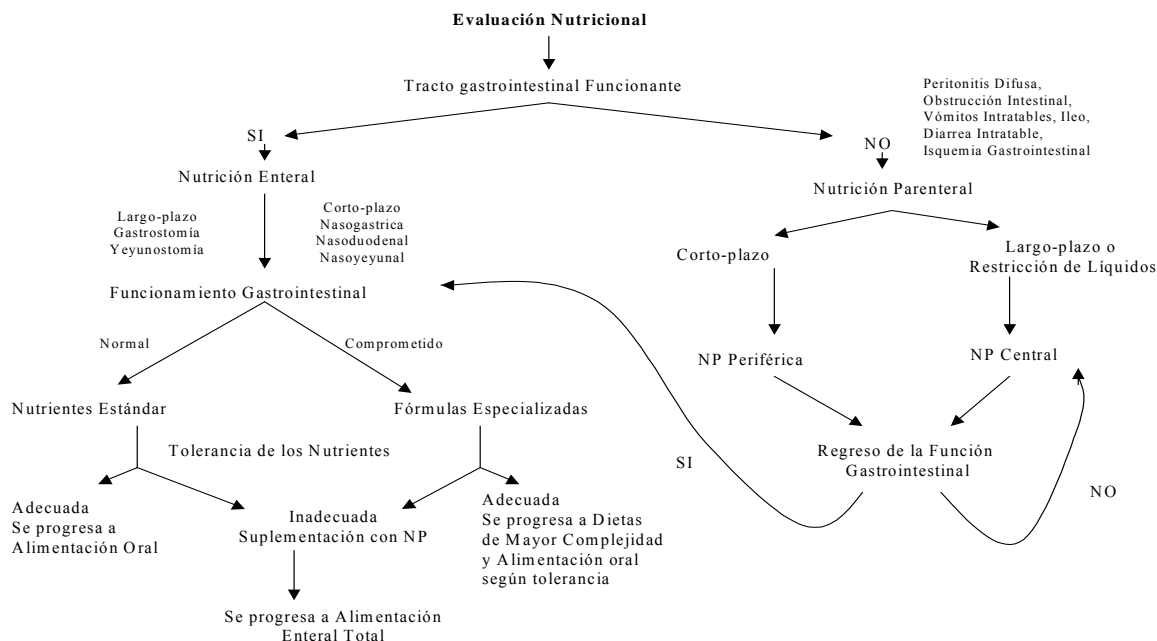 Evaluación Nutricional
Tracto gastrointestinal Funcionante
Peritonitis Difusa,
Obstrucción Intestinal,
Vómitos Intratables, Ileo,
Diarrea Intratable,
Isquemia Gastrointestinal
SI
NO
Nutrición Enteral
Nutrición Parenteral
Largo-plazo
Gastrostomía
Yeyunostomía
Corto-plazo
Nasogastrica
Nasoduodenal
Nasoyeyunal
Corto-plazo
Largo-plazo o
Restricción de Líquidos
Funcionamiento Gastrointestinal
Normal
Comprometido
NP Periférica
NP Central
Nutrientes Estándar
Fórmulas Especializadas
Tolerancia de los Nutrientes
Regreso de la Función
Gastrointestinal
SI
NO
Adecuada
Se progresa a
Alimentación Oral
Inadecuada
Suplementación con NP
Adecuada
Se progresa a Dietas
de Mayor Complejidad
y Alimentación oral
según tolerancia
Se progresa a Alimentación
Enteral Total